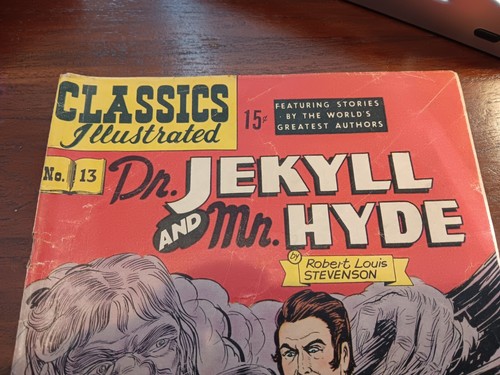 CLASSICS
Illustrated
15¢
FEATURING STORIES
BY THE WORLD'S
GREATEST AUTHORS
No. 13
Dr. JEKYLL
AND Mr. HYDE
by
Robert Louis
STEVENSON